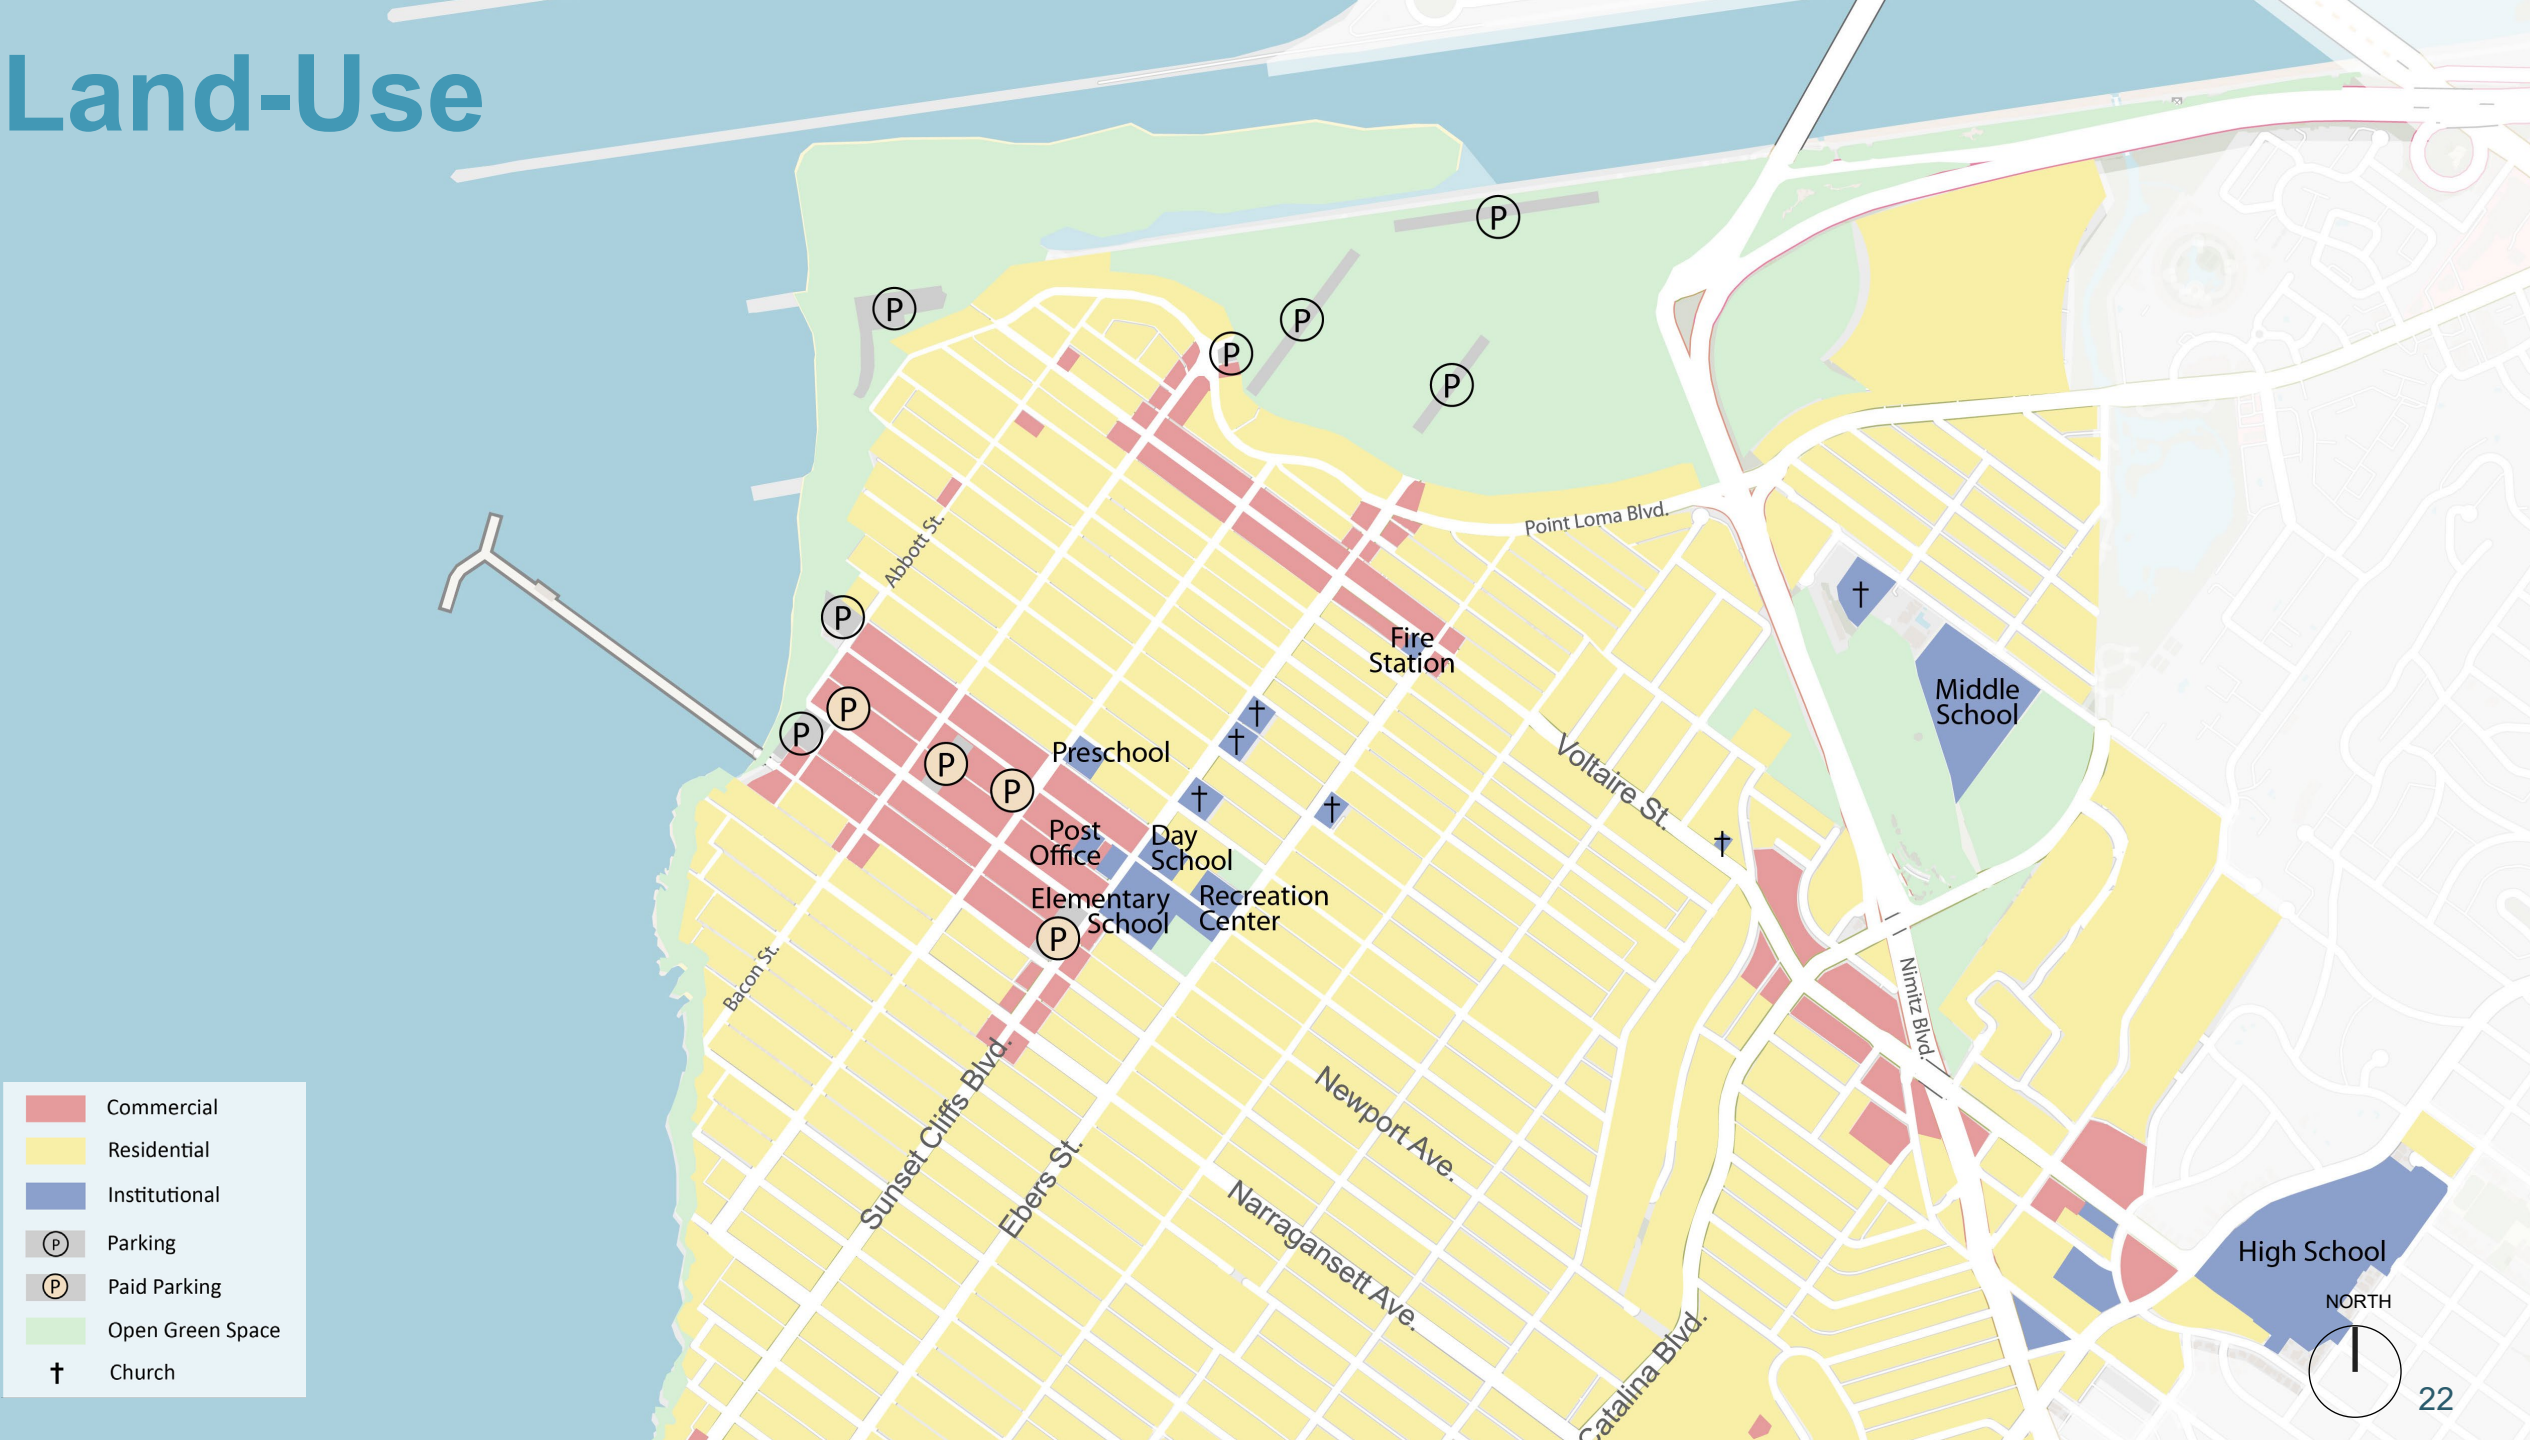 Land-Use
P
P
P
P
P
Abbott St.
Point Loma Blvd.
†
P
Fire
Station
Middle
School
†
†
P
P
Preschool
Voltaire St.
P
P
†
†
†
Post
Office
Day
School
Elementary
School
Recreation
Center
P
Bacon St.
Nimitz Blvd.
Sunset Cliffs Blvd.
Ebers St.
Newport Ave.
Narragansett Ave.
Catalina Blvd.
High School
Commercial
Residential
Institutional
P Parking
P Paid Parking
Open Green Space
† Church
NORTH
22